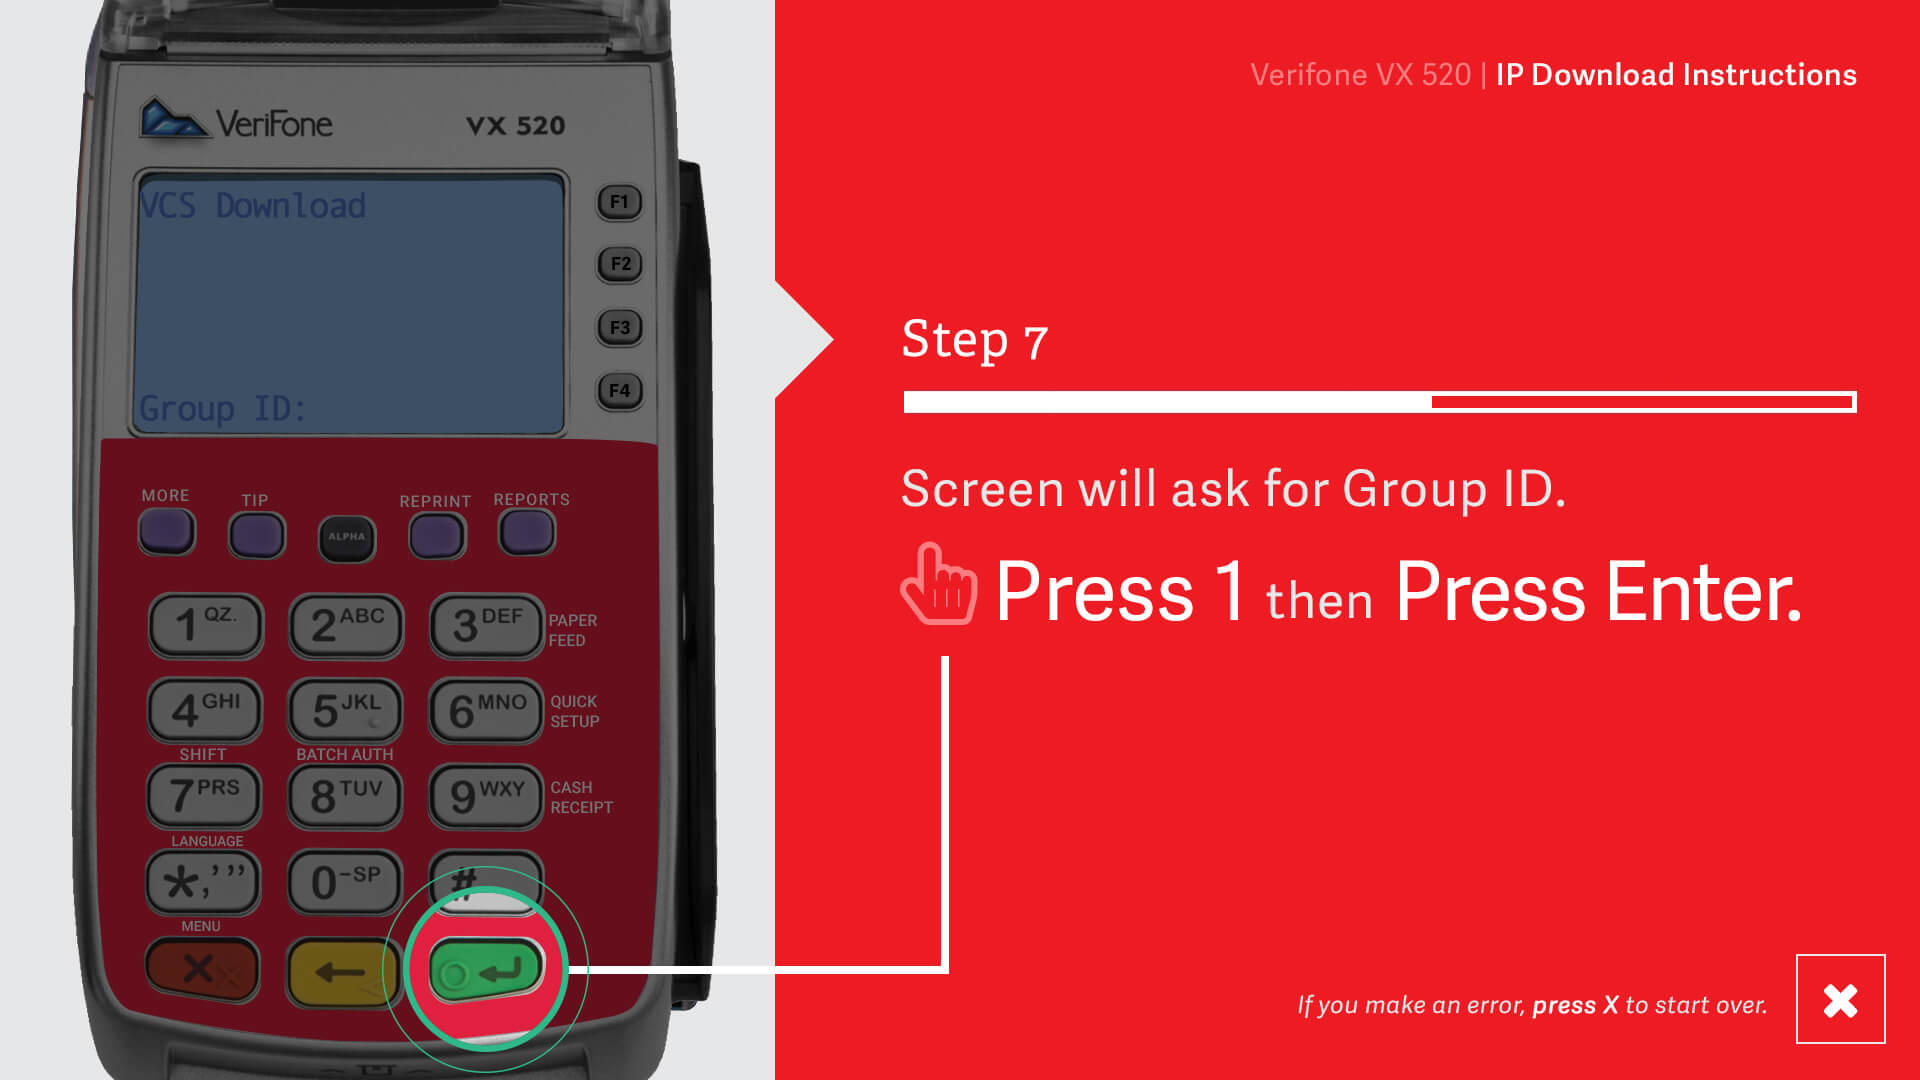 VeriFone
VX 520
VCS Download
Group ID:
F1
F2
F3
F4
MORE
TIP
ALPHA
REPRINT
REPORTS
1 QZ.
2 ABC
3 DEF
PAPER
FEED
4 GHI
5 JKL
6 MNO
QUICK
SETUP
SHIFT
BATCH AUTH
7 PRS
8 TUV
9 WXY
CASH
RECEIPT
LANGUAGE
*,'"
0 -SP
#
MENU
Verifone VX 520 | IP Download Instructions
Step 7
Screen will ask for Group ID.
Press 1 then Press Enter.
If you make an error, press X to start over.